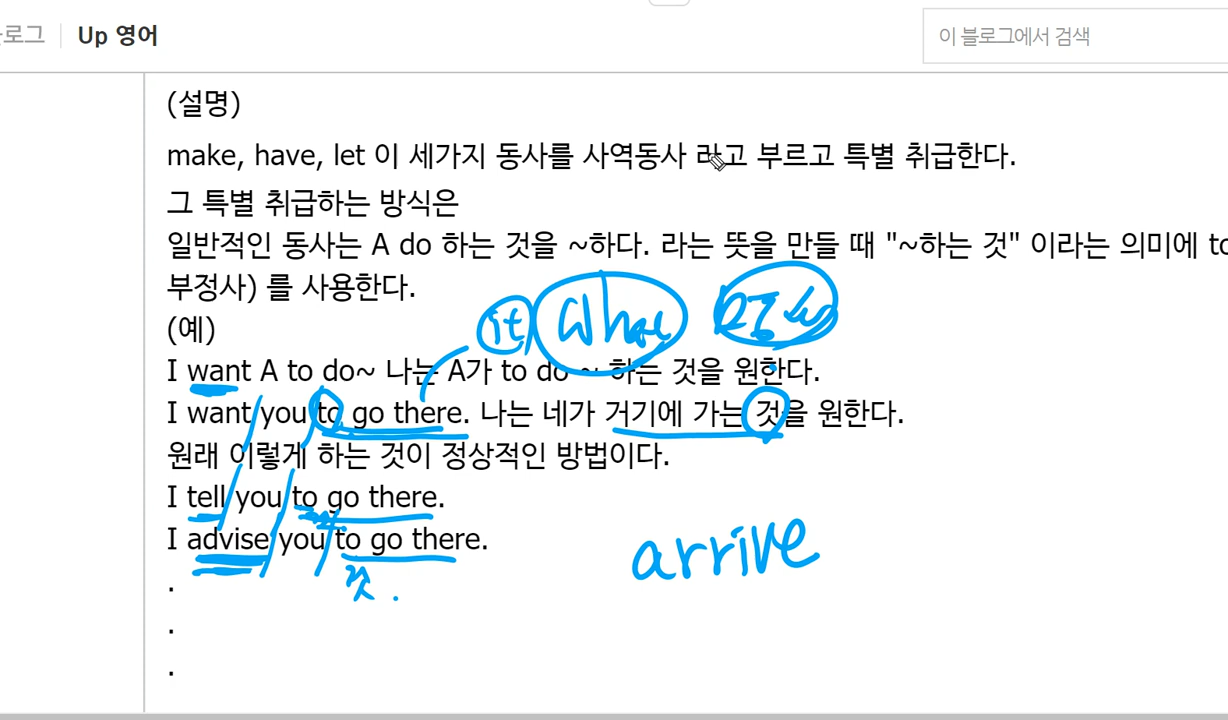 로그 Up 영어 이 블로그에서 검색
(설명)
make, have, let 이 세가지 동사를 사역동사 라고 부르고 특별 취급한다.
그 특별 취급하는 방식은
일반적인 동사는 A do 하는 것을 ~하다. 라는 뜻을 만들 때 "~하는 것" 이라는 의미에 to
부정사) 를 사용한다.
it what
(예)
I want A to do~ 나는 A가 to do ~ 하는 것을 원한다.
I want you to go there. 나는 네가 거기에 가는 것을 원한다.
원래 이렇게 하는 것이 정상적인 방법이다.
I tell you to go there.
I advise you to go there.
arrive
것.
.
.
.